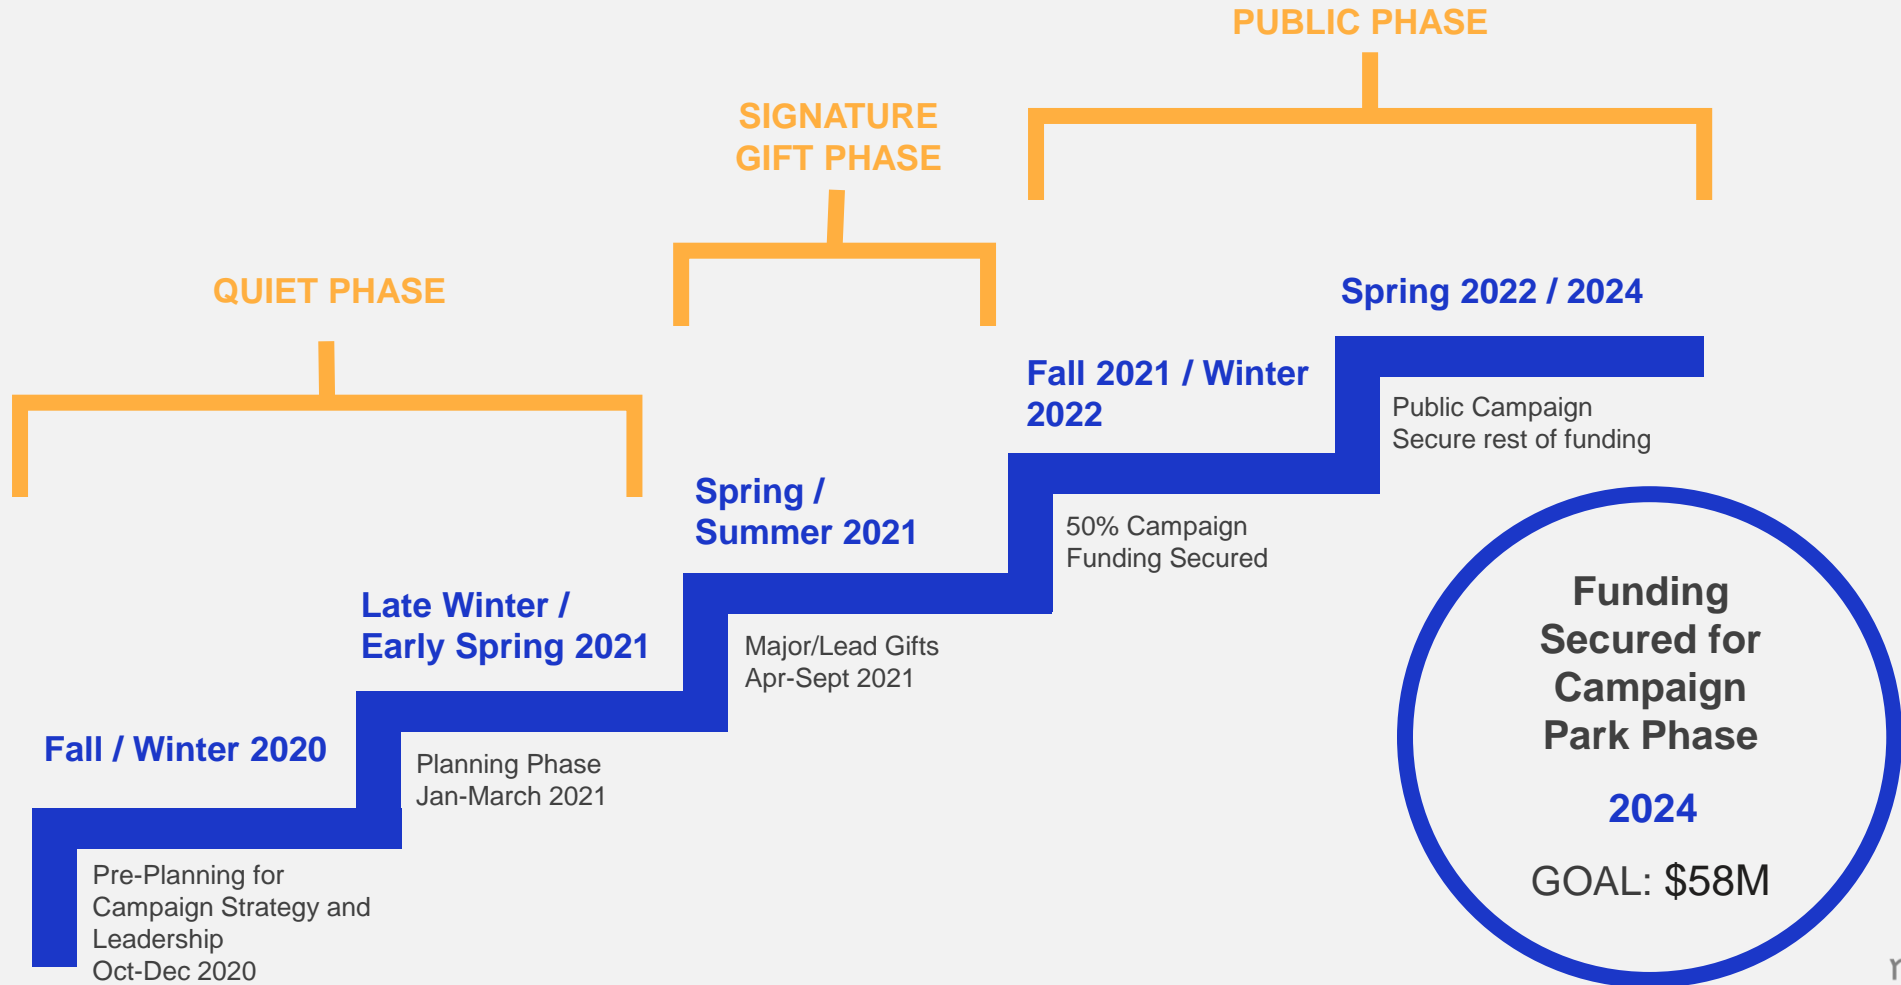 PUBLIC PHASE
SIGNATURE
GIFT PHASE
QUIET PHASE
Spring 2022 / 2024
Fall 2021 / Winter
2022
Public Campaign
Secure rest of funding
Spring /
Summer 2021
50% Campaign
Funding Secured
Late Winter /
Early Spring 2021
Major/Lead Gifts
Apr-Sept 2021
Fall / Winter 2020
Planning Phase
Jan-March 2021
Pre-Planning for
Campaign Strategy and
Leadership
Oct-Dec 2020
Funding
Secured for
Campaign
Park Phase
2024
GOAL: $58M